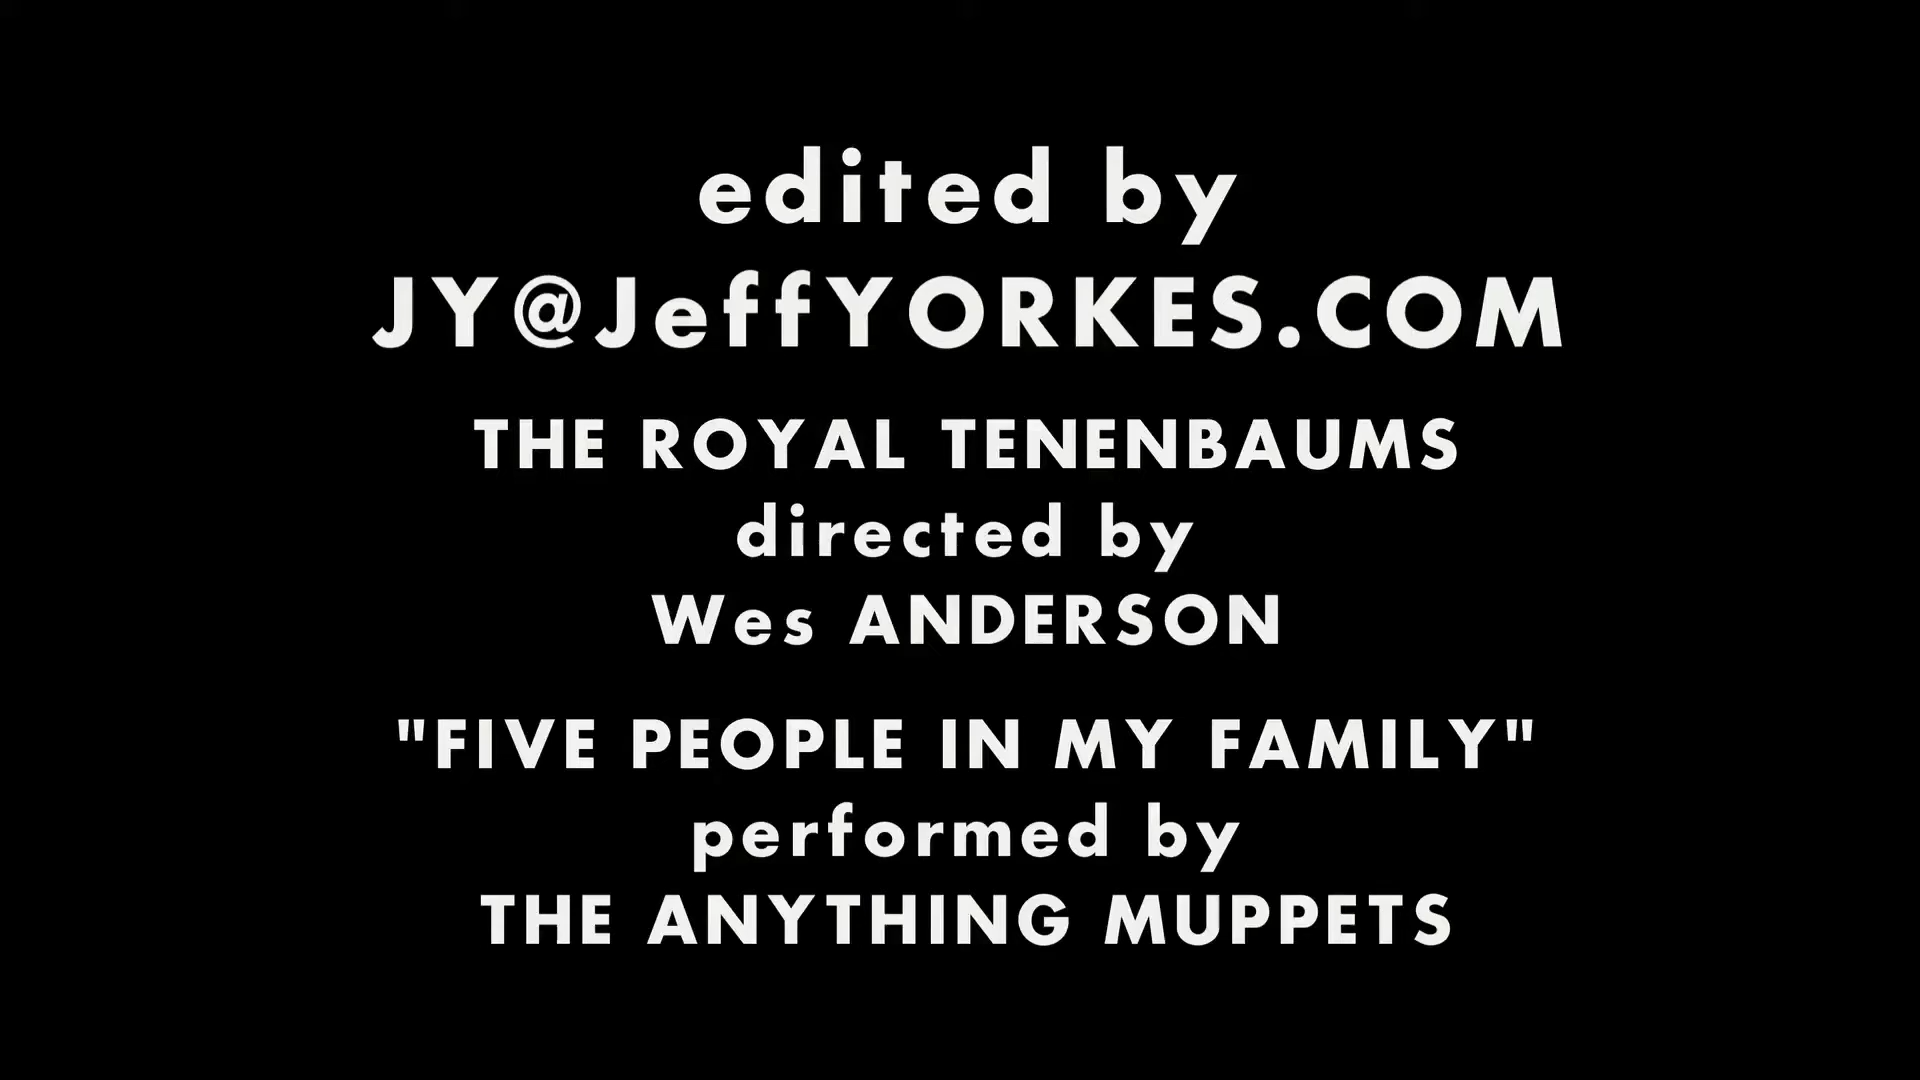 edited by
JY@JeffYORKES.COM
THE ROYAL TENENBAUMS
directed by
Wes ANDERSON
"FIVE PEOPLE IN MY FAMILY"
performed by
THE ANYTHING MUPPETS